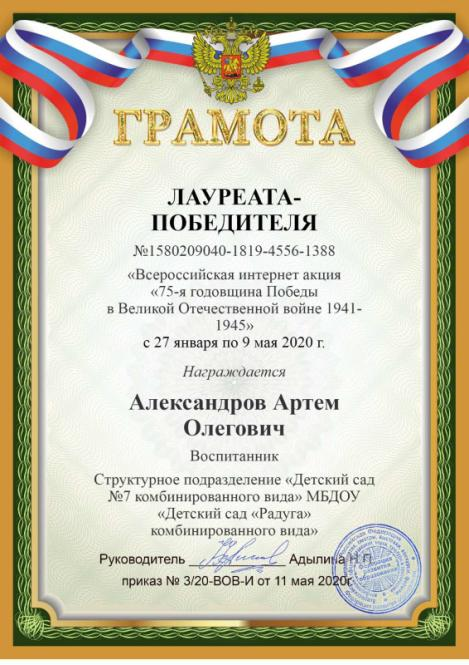 ГРАМОТА
ЛАУРЕАТА-
ПОБЕДИТЕЛЯ
№1580209040-1819-4556-1388
«Всероссийская интернет акция
«75-я годовщина Победы
в Великой Отечественной войне 1941-
1945»
с 27 января по 9 мая 2020 г.
Награждается
Александров Артем
Олегович
Воспитанник
Структурное подразделение «Детский сад
№7 комбинированного вида» МБДОУ
«Детский сад «Радуга»
комбинированного вида»
Руководитель Адылина Н.П.
приказ № 3/20-ВОВ-И от 11 мая 2020г.